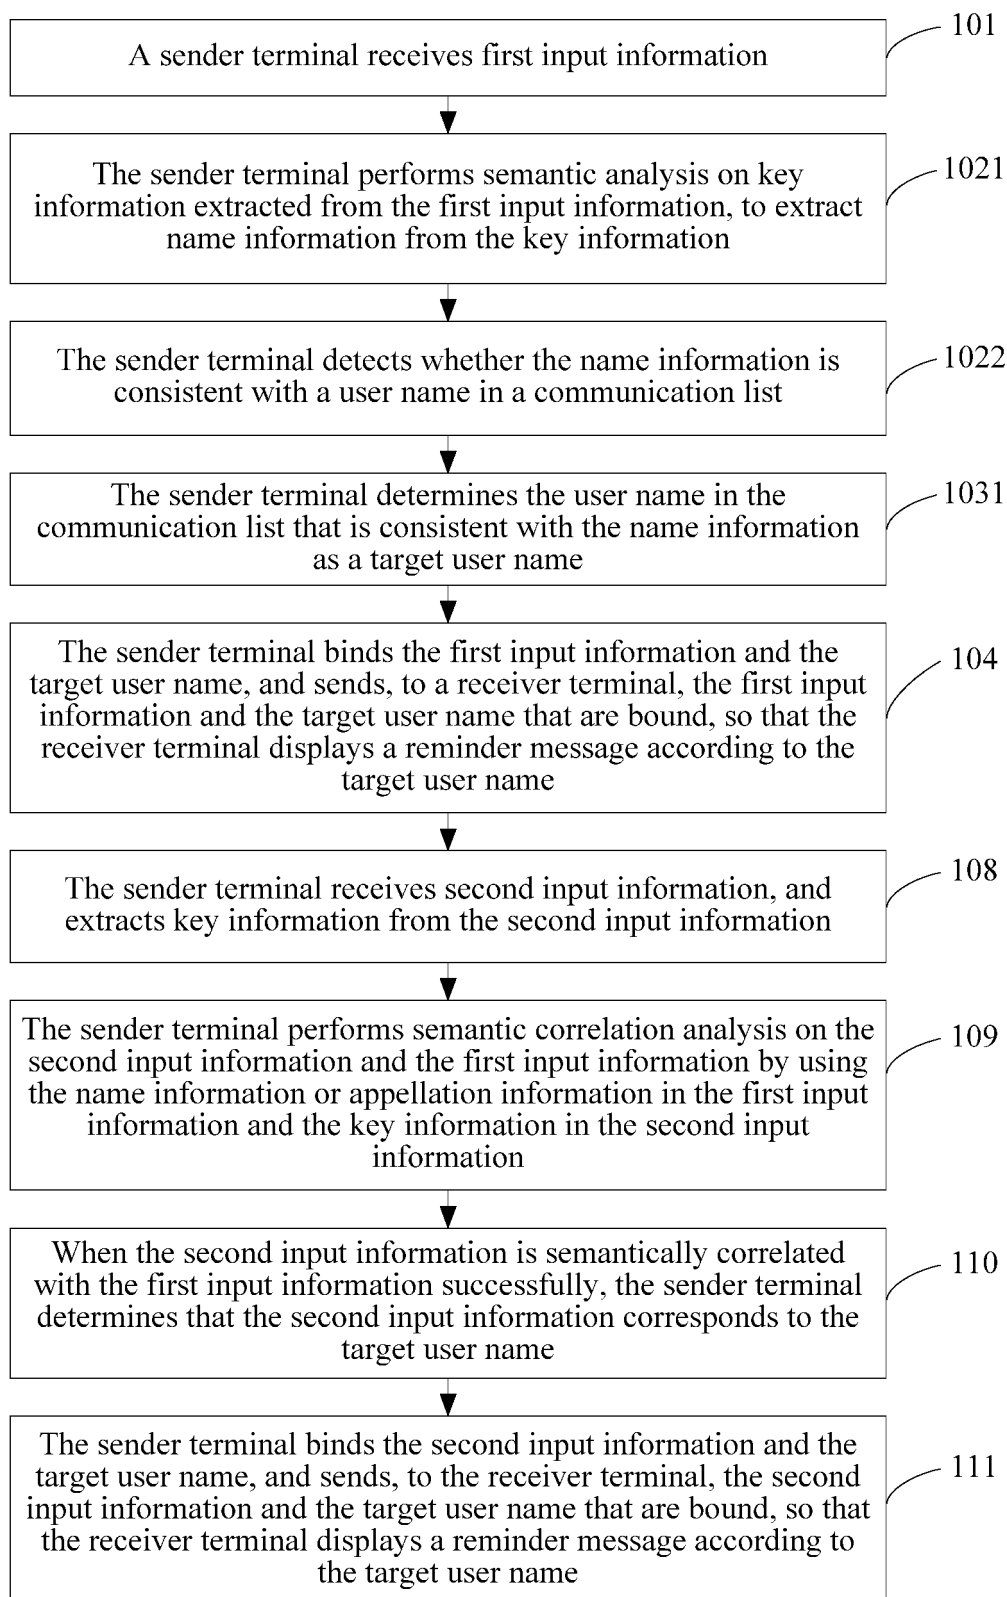 101
A sender terminal receives first input information
1021
The sender terminal performs semantic analysis on key
information extracted from the first input information, to extract
name information from the key information
1022
The sender terminal detects whether the name information is
consistent with a user name in a communication list
1031
The sender terminal determines the user name in the
communication list that is consistent with the name information
as a target user name
104
The sender terminal binds the first input information and the
target user name, and sends, to a receiver terminal, the first input
information and the target user name that are bound, so that the
receiver terminal displays a reminder message according to the
target user name
108
The sender terminal receives second input information, and
extracts key information from the second input information
109
The sender terminal performs semantic correlation analysis on the
second input information and the first input information by using
the name information or appellation information in the first input
information and the key information in the second input
information
110
When the second input information is semantically correlated
with the first input information successfully, the sender terminal
determines that the second input information corresponds to the
target user name
111
The sender terminal binds the second input information and the
target user name, and sends, to the receiver terminal, the second
input information and the target user name that are bound, so that
the receiver terminal displays a reminder message according to
the target user name